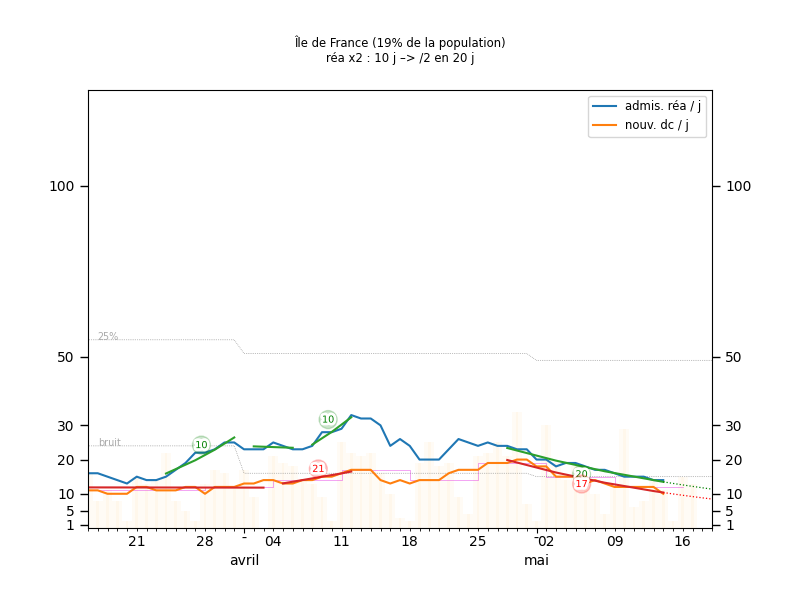 Île de France (19% de la population)
réa x2 : 10 j –> /2 en 20 j
admis. réa / j
nouv. dc / j
100 100
25%
50 50
bruit
10
10
30 30
21
20 20
20
17
10 10
5 5
1 1
21 28 - 04 11 18 25 -02 09 16
avril mai